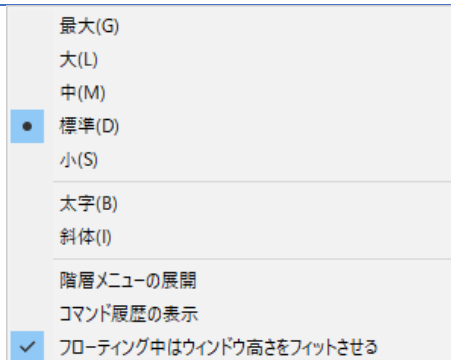 最大(G)
大(L)
中(M)
標準(D)
小(S)
太字(B)
斜体(I)
階層メニューの展開
コマンド履歴の表示
フローティング中はウィンドウ高さをフィットさせる